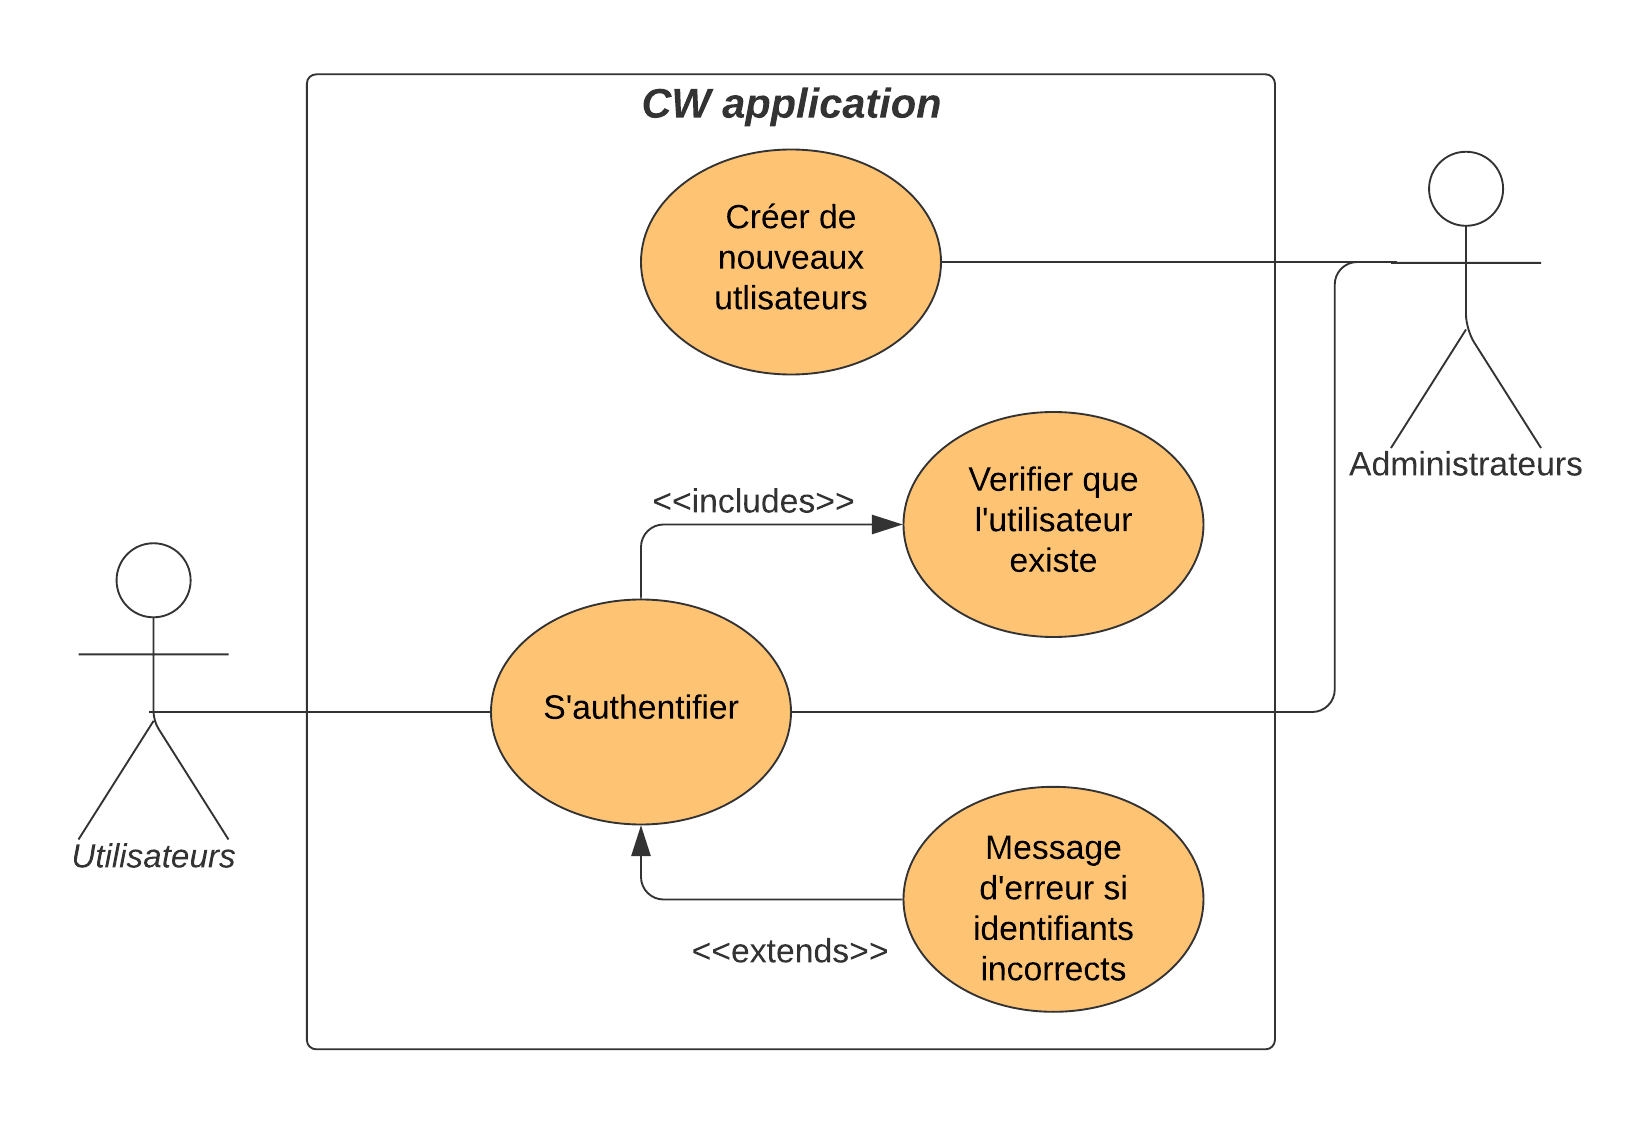 CW application
Créer de
nouveaux
utlisateurs
Administrateurs
Verifier que
l'utilisateur
existe
<<includes>>
S'authentifier
Utilisateurs
Message
d'erreur si
identifiants
incorrects
<<extends>>